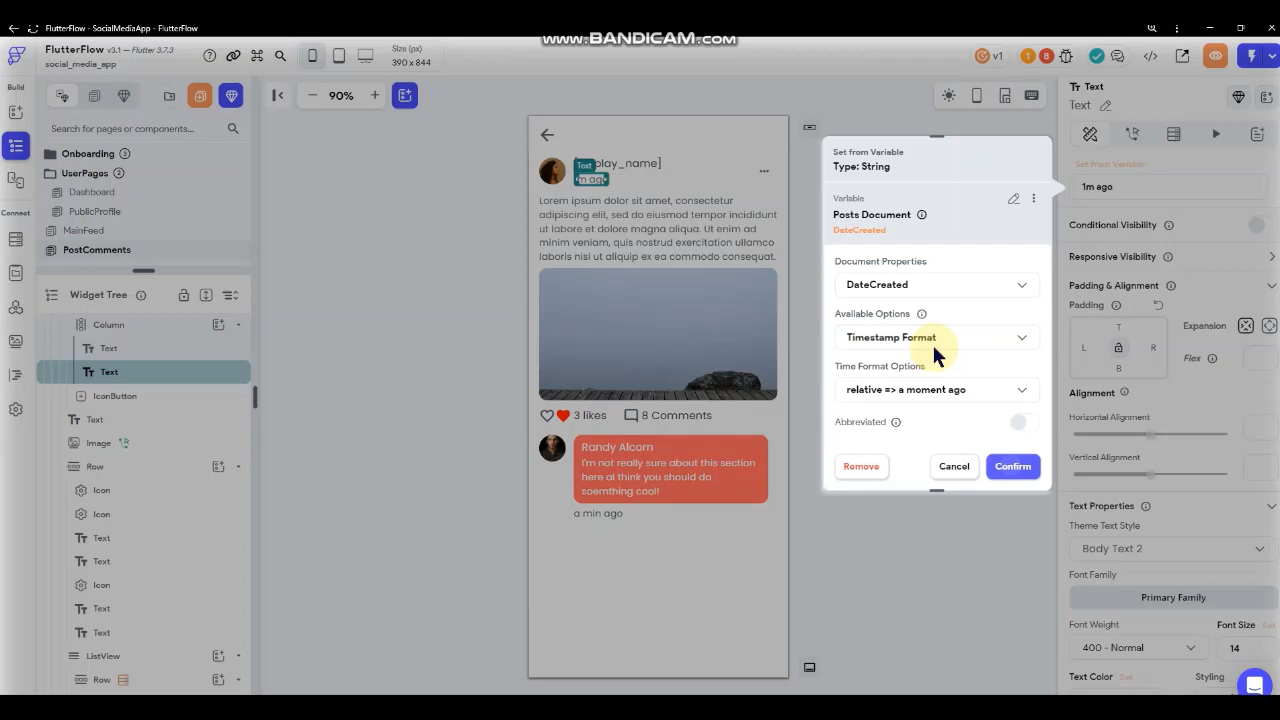 FlutterFlow - SocialMediaApp - FlutterFlow
www.BANDICAM.com
FlutterFlow v3.1 - Flutter 3.7.3
social_media_app
Size (px)
390 x 844
v1
1
8
Build
90%
Text
Text
Search for pages or components...
Onboarding 3
UserPages 2
Dashboard
PublicProfile
MainFeed
PostComments
Connect
Widget Tree
Column
Text
Text
IconButton
Text
Image
Row
Icon
Icon
Text
Text
Icon
Text
Text
ListView
Row
Text
play_name]
m ago
Lorem ipsum dolor sit amet, consectetur
adipiscing elit, sed do eiusmod tempor incididunt
ut labore et dolore magna aliqua. Ut enim ad
minim veniam, quis nostrud exercitation ullamco
laboris nisi ut aliquip ex ea commodo consequat.
3 likes
8 Comments
Randy Alcorn
I'm not really sure about this section
here aI think you should do
soemthing cool!
a min ago
Set from Variable
Type: String
Variable
Posts Document
DateCreated
Document Properties
DateCreated
Available Options
Timestamp Format
Time Format Options
relative => a moment ago
Abbreviated
Remove
Cancel
Confirm
Set from Variable
1m ago
Conditional Visibility
Responsive Visibility
Padding & Alignment
Padding
T
L
R
B
Expansion
Flex
Alignment
Horizontal Alignment
Vertical Alignment
Text Properties
Theme Text Style
Body Text 2
Font Family
Primary Family
Font Weight
Font Size
400 - Normal
14
Text Color
Set
Styling